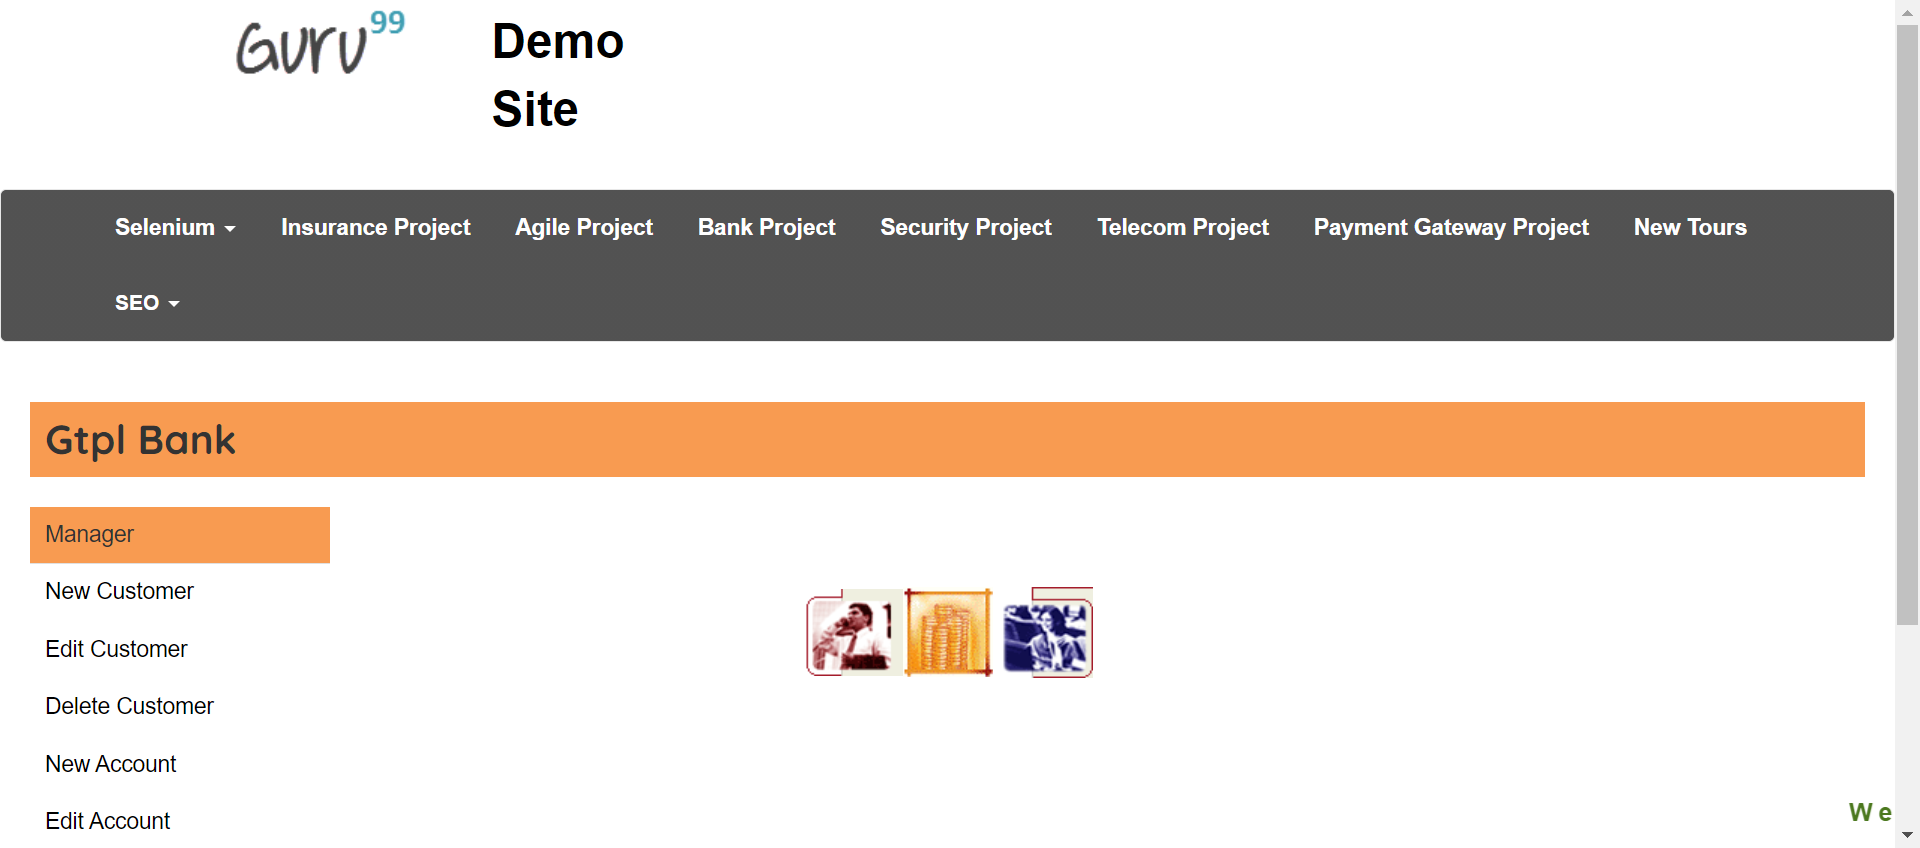 Guru99
Demo
Site
Selenium Insurance Project Agile Project Bank Project Security Project Telecom Project Payment Gateway Project New Tours
SEO
Gtpl Bank
Manager
New Customer
Edit Customer
Delete Customer
New Account
Edit Account
We